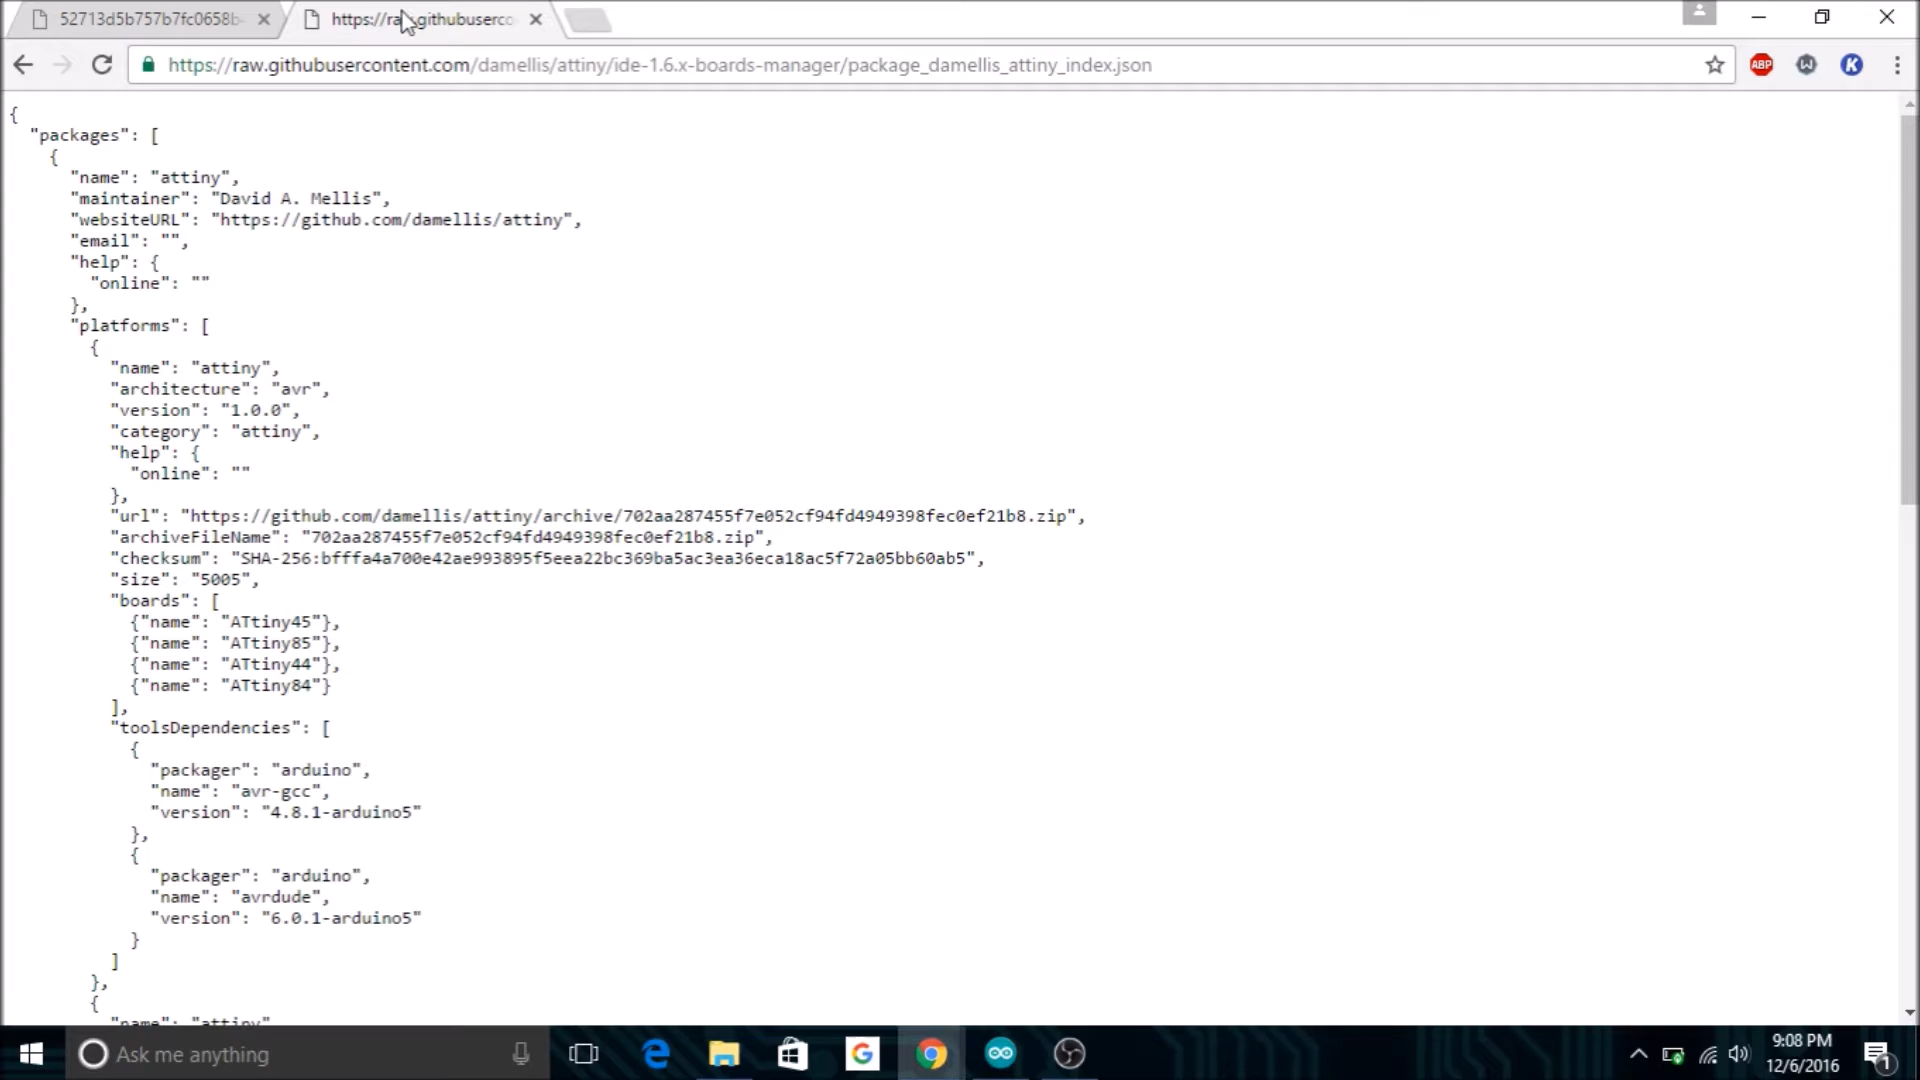 52713d5b757b7fc0658b
https://raw.githubuserco
https://raw.githubusercontent.com/damellis/attiny/ide-1.6.x-boards-manager/package_damellis_attiny_index.json
ABP
W
K
{
"packages": [
{
"name": "attiny",
"maintainer": "David A. Mellis",
"websiteURL": "https://github.com/damellis/attiny",
"email": "",
"help": {
"online": ""
},
"platforms": [
{
"name": "attiny",
"architecture": "avr",
"version": "1.0.0",
"category": "attiny",
"help": {
"online": ""
},
"url": "https://github.com/damellis/attiny/archive/702aa287455f7e052cf94fd4949398fec0ef21b8.zip",
"archiveFileName": "702aa287455f7e052cf94fd4949398fec0ef21b8.zip",
"checksum": "SHA-256:bfffa4a700e42ae993895f5eea22bc369ba5ac3ea36eca18ac5f72a05bb60ab5",
"size": "5005",
"boards": [
{"name": "ATtiny45"},
{"name": "ATtiny85"},
{"name": "ATtiny44"},
{"name": "ATtiny84"}
],
"toolsDependencies": [
{
"packager": "arduino",
"name": "avr-gcc",
"version": "4.8.1-arduino5"
},
{
"packager": "arduino",
"name": "avrdude",
"version": "6.0.1-arduino5"
}
]
},
{
"name": "attiny"
Ask me anything
G
9:08 PM
12/6/2016
1